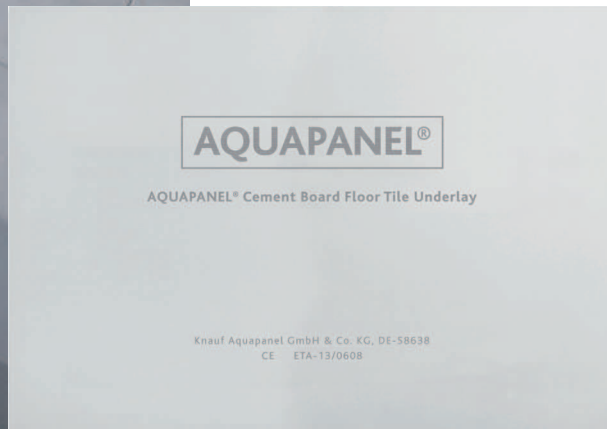 AQUAPANEL®
AQUAPANEL® Cement Board Floor Tile Underlay
Knauf Aquapanel GmbH & Co. KG, DE-58638
CE ETA-13/0608